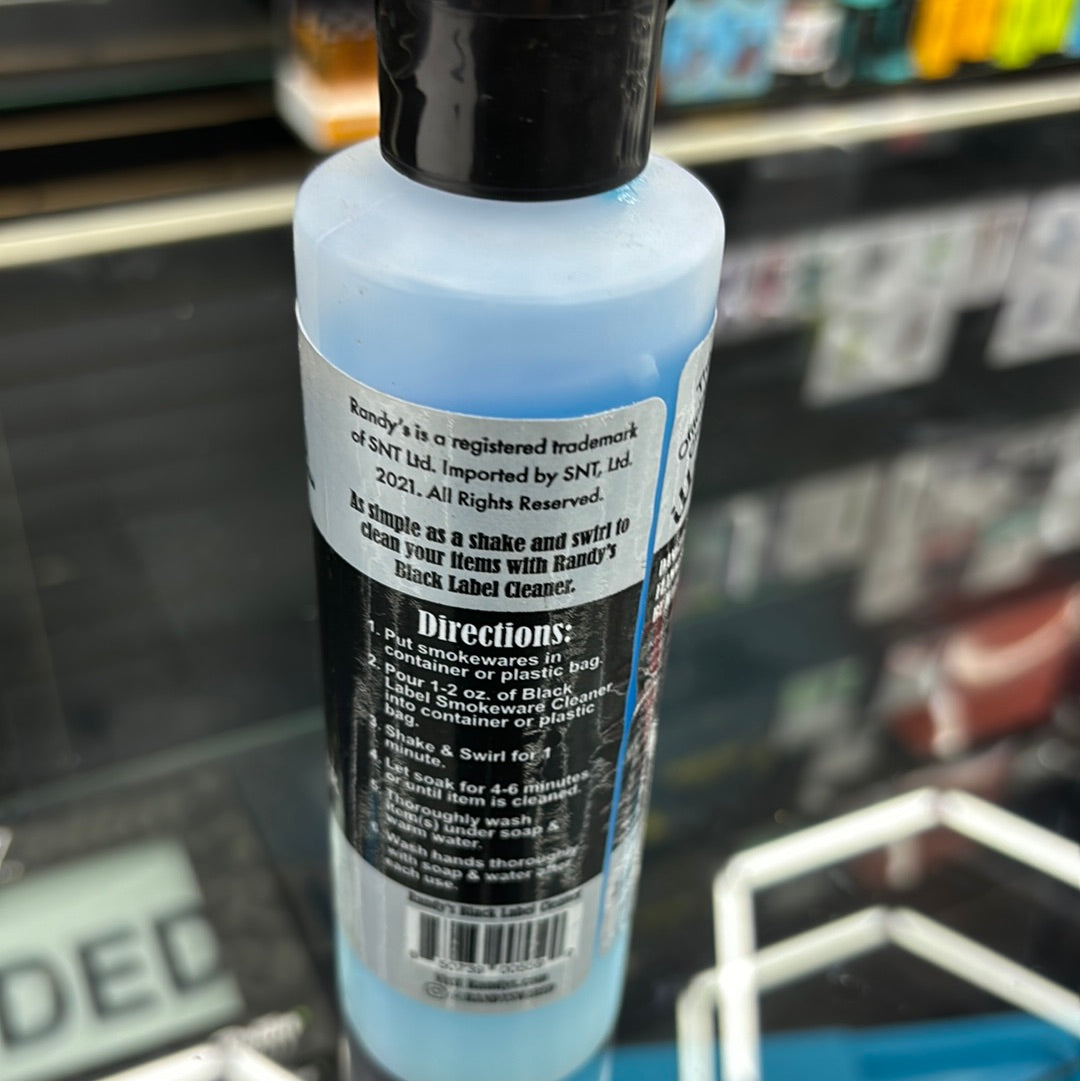 Randy's is a registered trademark
of SNT Ltd. Imported by SNT, Ltd.
2021. All Rights Reserved.
As simple as a shake and swirl to
clean your items with Randy's
Black Label Cleaner.
Directions:
1. Put smokewares in
container or plastic bag.
2. Pour 1-2 oz. of Black
Label Smokeware Cleaner
into container or plastic
bag.
3. Shake & Swirl for 1
minute.
4. Let soak for 4-6 minutes
or until item is cleaned.
5. Thoroughly wash
item(s) under soap &
warm water.
6. Wash hands thoroughly
with soap & water after
each use.
Randy's Black Label Cleaner
DED